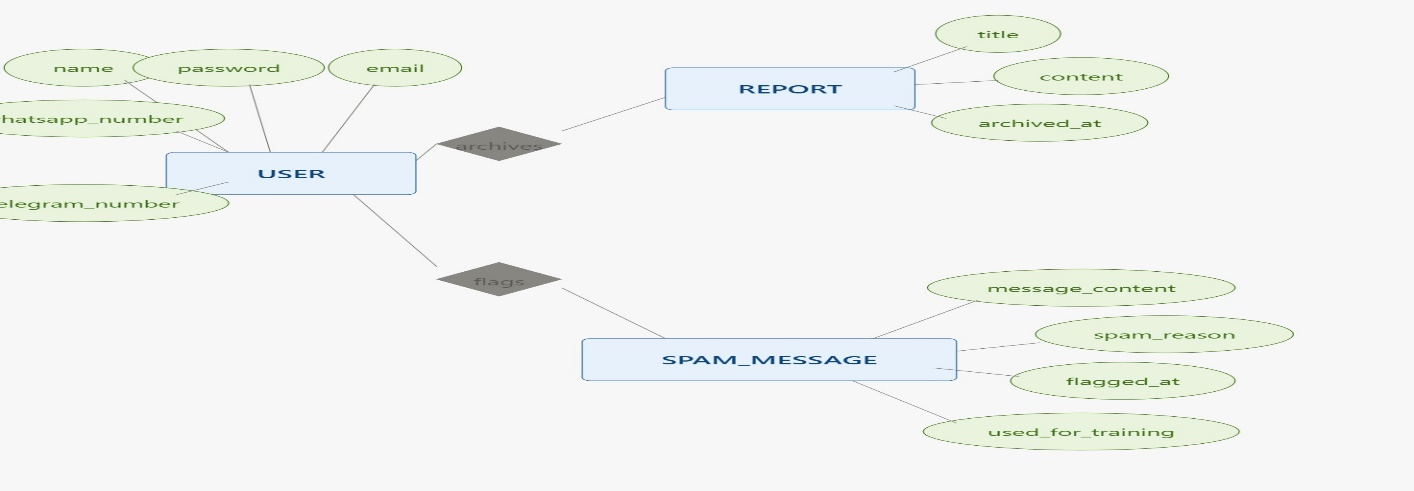 title
name
password
email
content
REPORT
hatsapp_number
archived_at
archives
USER
elegram_number
flags
message_content
spam_reason
SPAM_MESSAGE
flagged_at
used_for_training